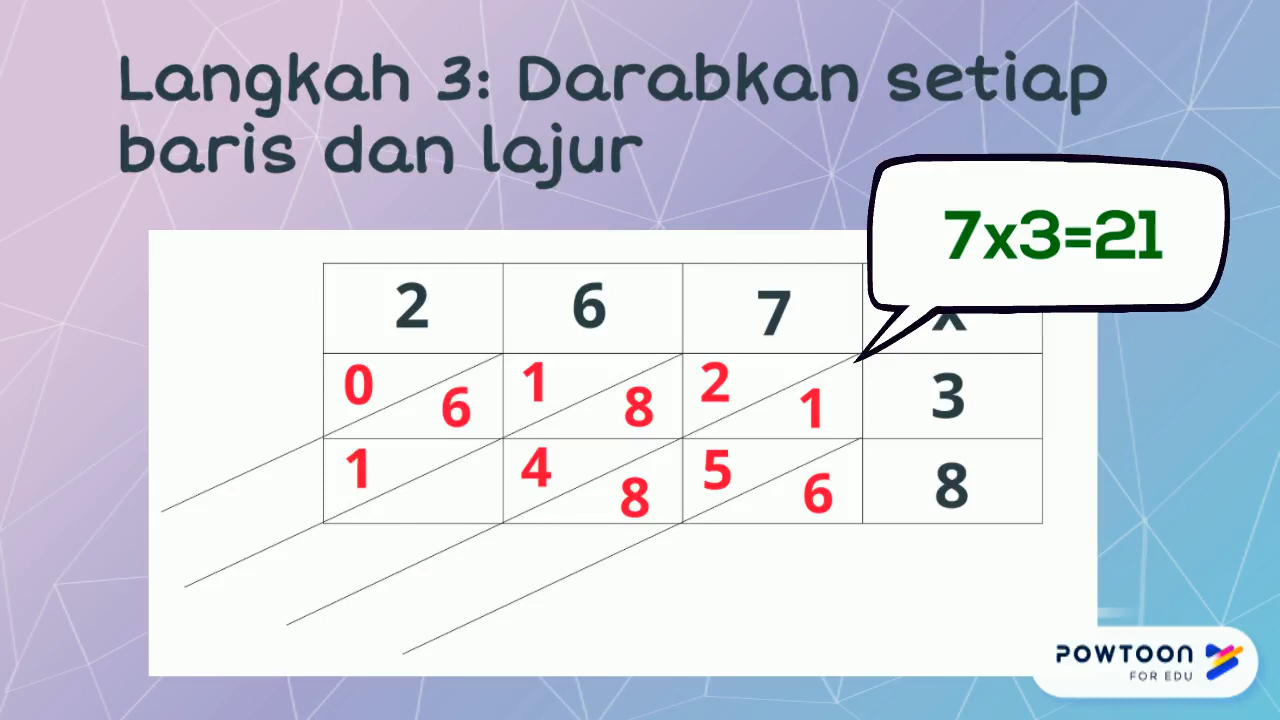 Langkah 3: Darabkan setiap
baris dan lajur
7x3=21
2 6 7 x
0 6 1 8 2 1 3
1 4 8 5 6 8
POWTOON
FOR EDU